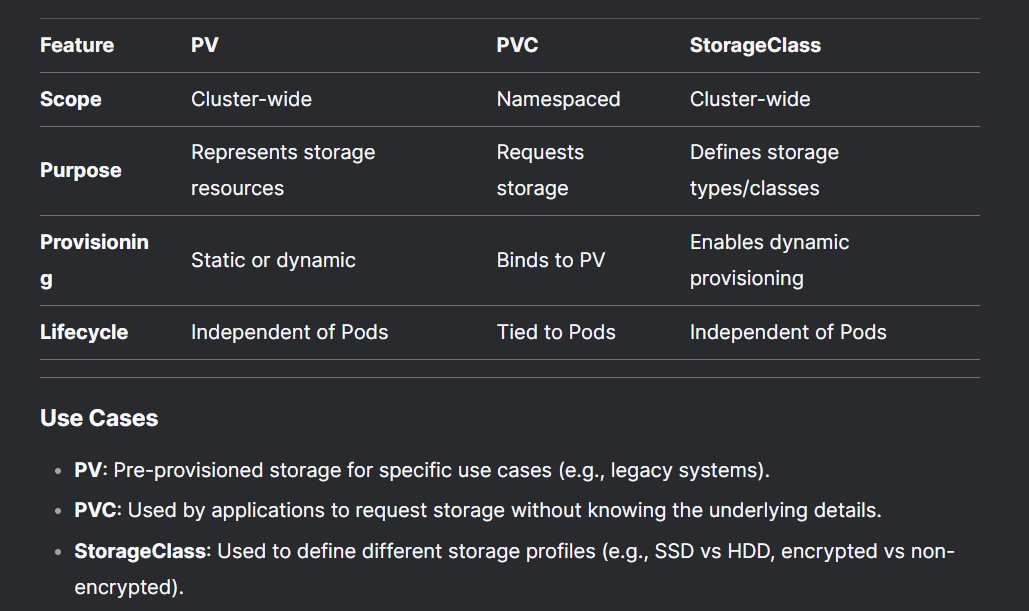 Feature PV PVC StorageClass
Scope Cluster-wide Namespaced Cluster-wide
Purpose Represents storage resources Requests storage Defines storage types/classes
Provisioning Static or dynamic Binds to PV Enables dynamic provisioning
Lifecycle Independent of Pods Tied to Pods Independent of Pods
Use Cases
• PV: Pre-provisioned storage for specific use cases (e.g., legacy systems).
• PVC: Used by applications to request storage without knowing the underlying details.
• StorageClass: Used to define different storage profiles (e.g., SSD vs HDD, encrypted vs non-
encrypted).